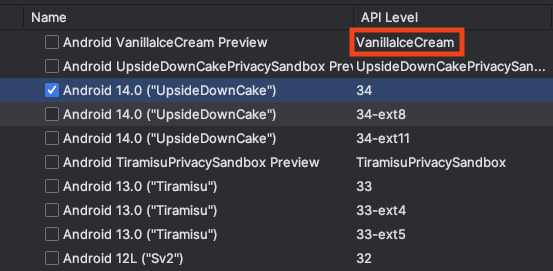 Name API Level
Android VanillaIceCream Preview VanillaIceCream
Android UpsideDownCakePrivacySandbox Prev UpsideDownCakePrivacySan...
Android 14.0 ("UpsideDownCake") 34
Android 14.0 ("UpsideDownCake") 34-ext8
Android 14.0 ("UpsideDownCake") 34-ext11
Android TiramisuPrivacySandbox Preview TiramisuPrivacySandbox
Android 13.0 ("Tiramisu") 33
Android 13.0 ("Tiramisu") 33-ext4
Android 13.0 ("Tiramisu") 33-ext5
Android 12L ("Sv2") 32